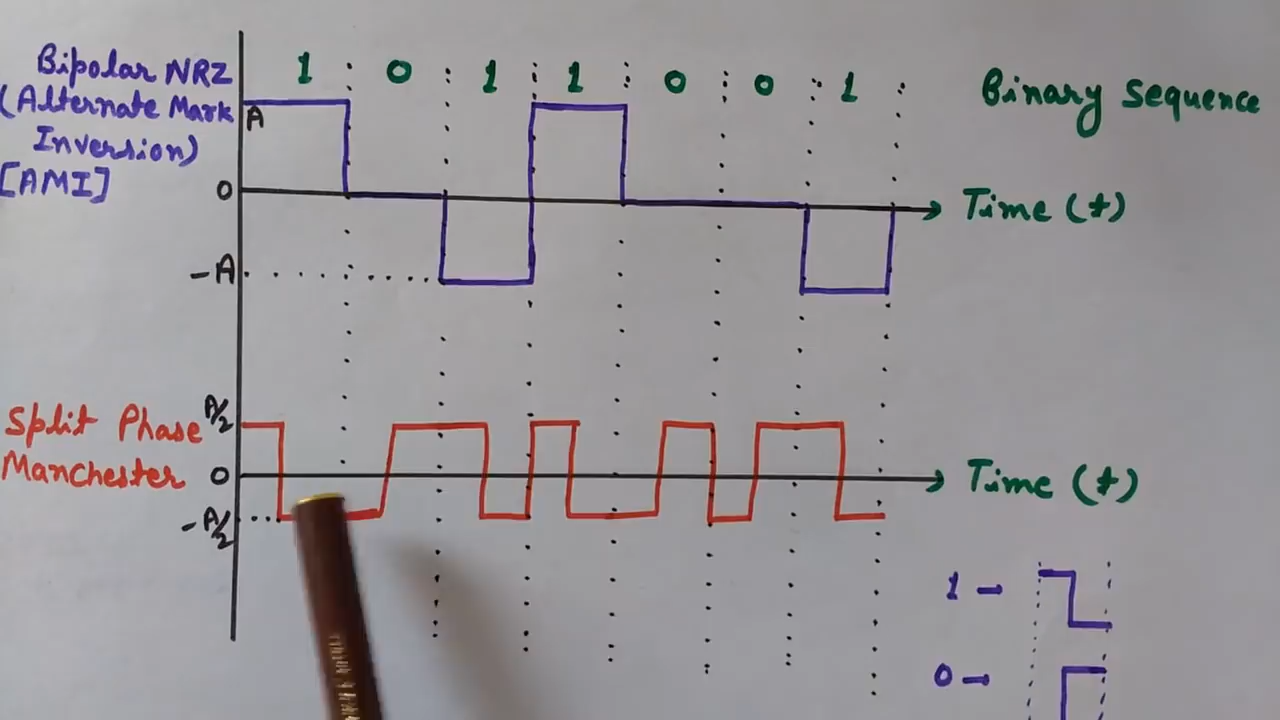 Bipolar NRZ
(Alternate Mark
Inversion)
[AMI]
1 0 1 1 0 0 1
Binary Sequence
A
0
-A
Time (t)
Split Phase
Manchester
A/2
0
-A/2
Time (t)
1 →
0 →